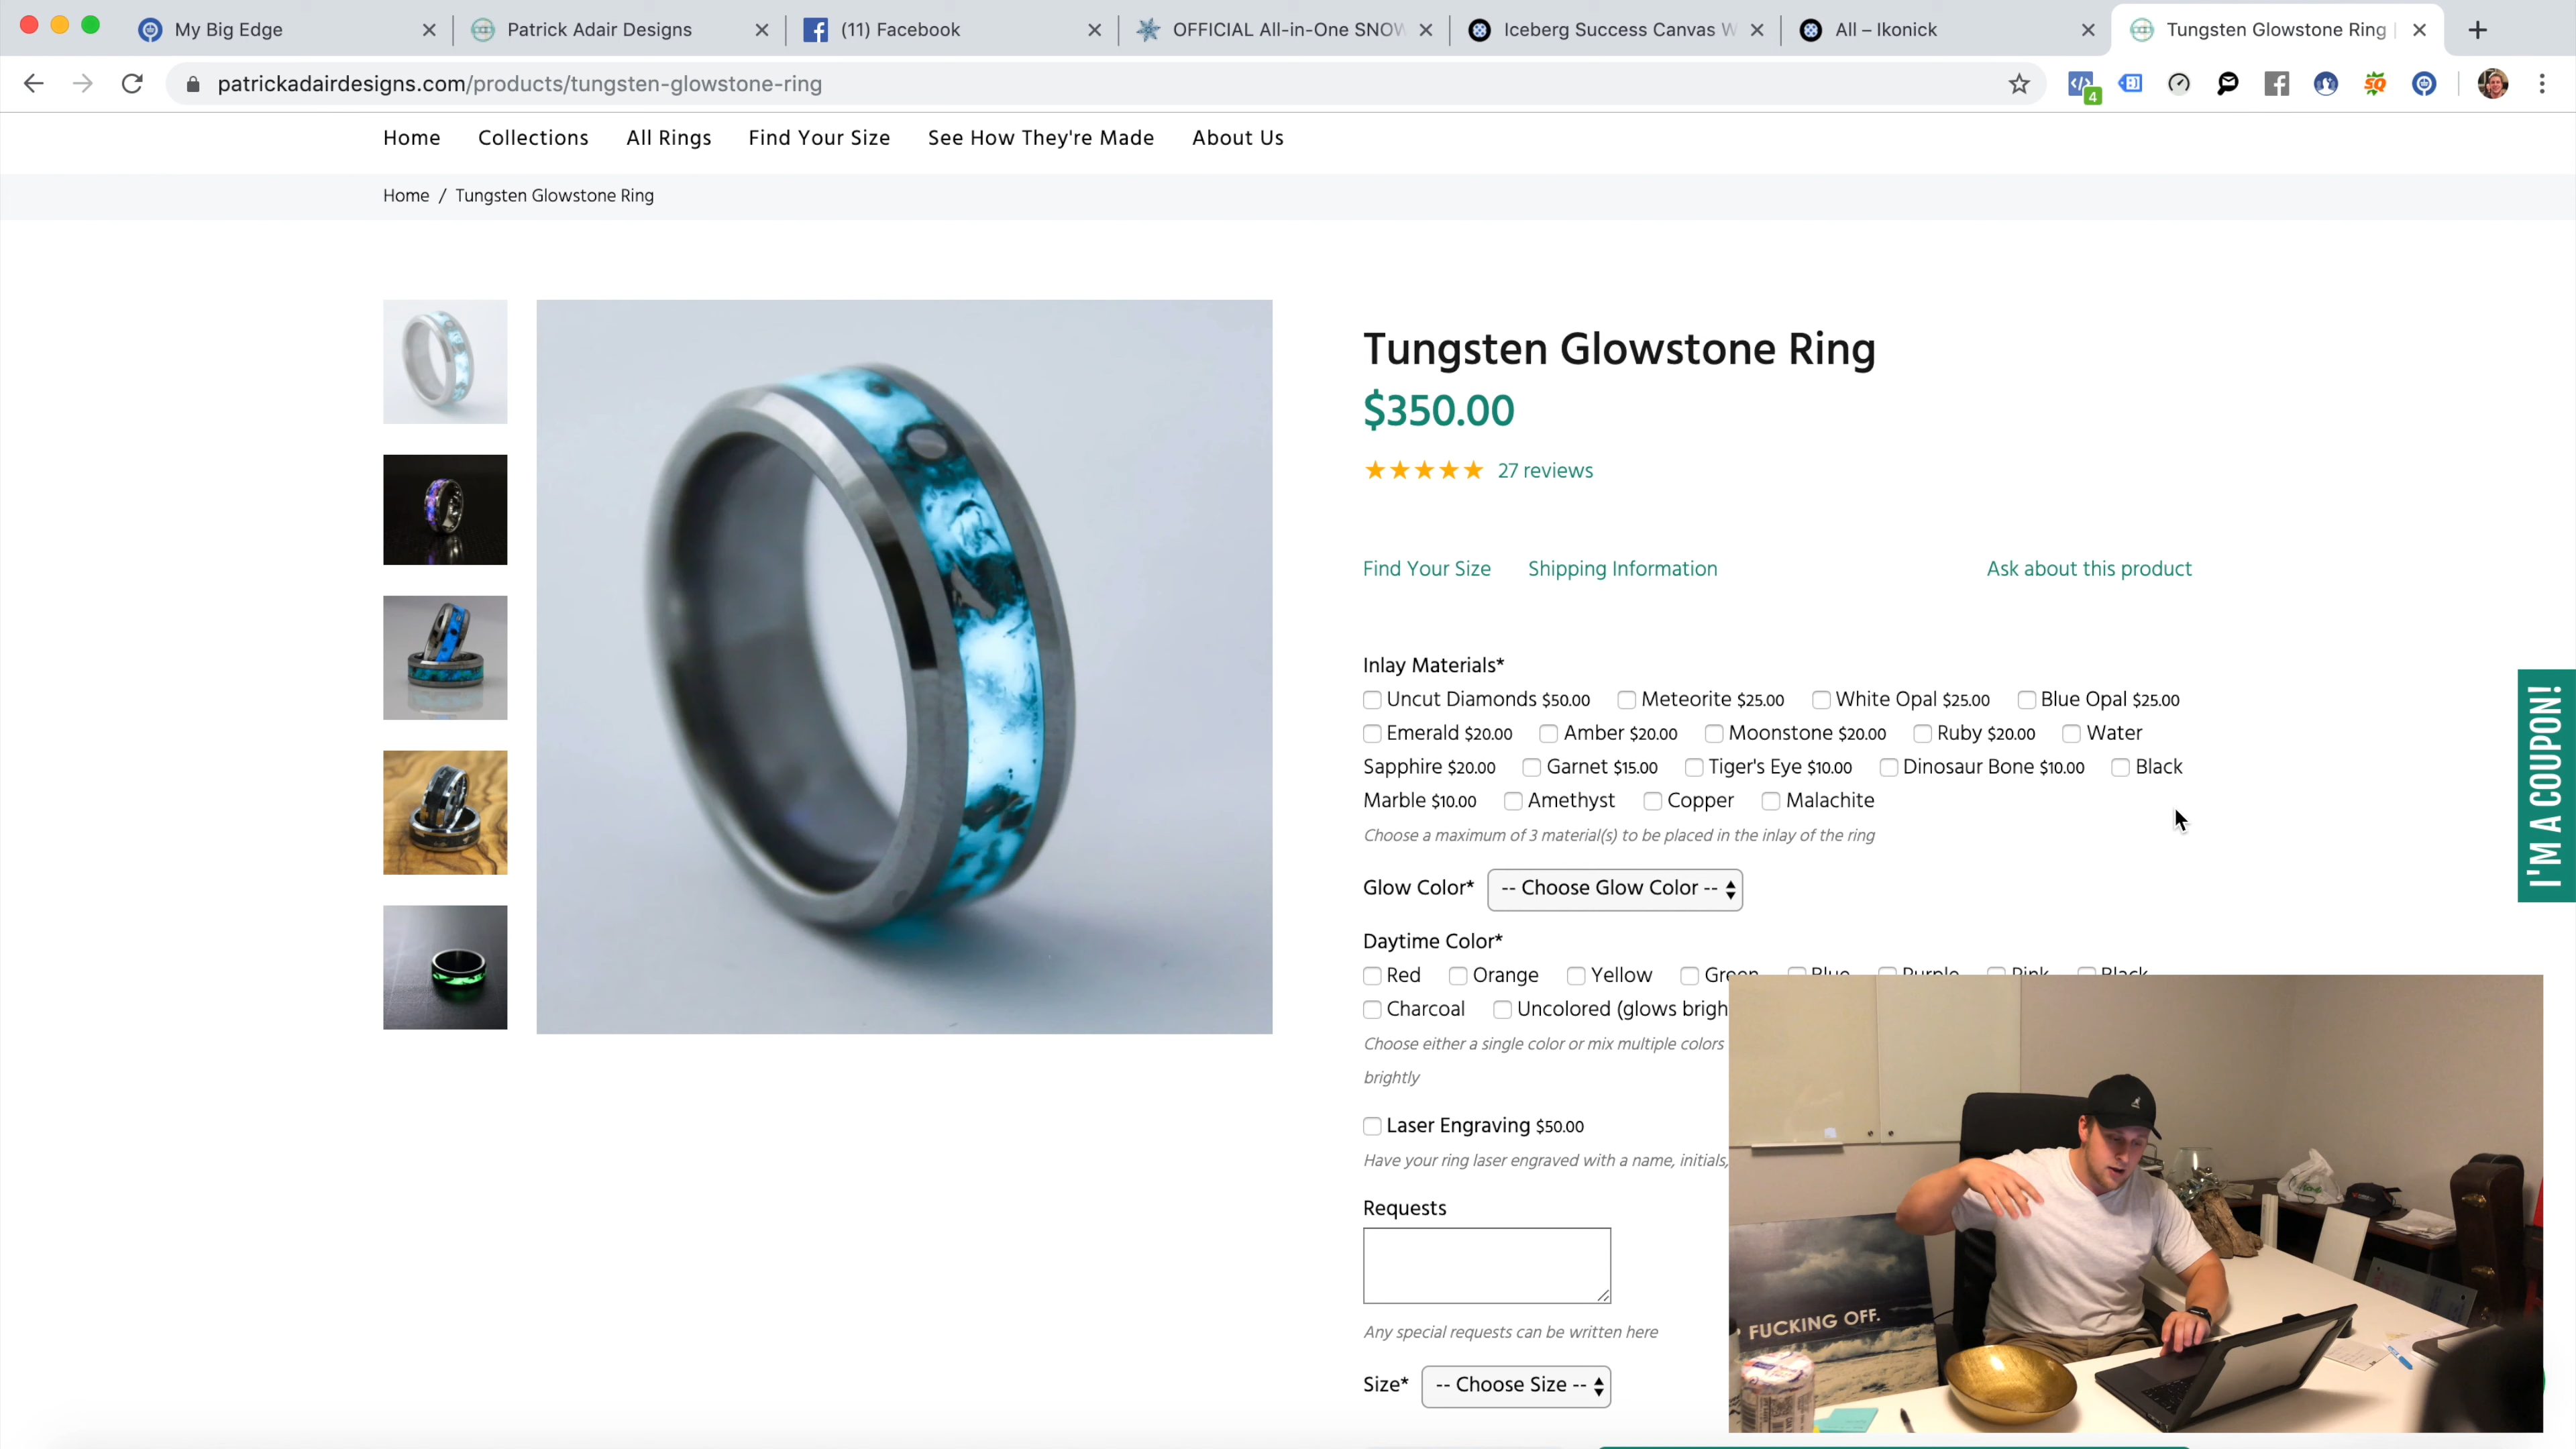 My Big Edge
Patrick Adair Designs
(11) Facebook
OFFICIAL All-in-One SNOW
Iceberg Success Canvas W
All – Ikonick
Tungsten Glowstone Ring |
patrickadairdesigns.com/products/tungsten-glowstone-ring
4
Home Collections All Rings Find Your Size See How They're Made About Us
Home / Tungsten Glowstone Ring
Tungsten Glowstone Ring
$350.00
27 reviews
Find Your Size Shipping Information Ask about this product
Inlay Materials*
Uncut Diamonds $50.00 Meteorite $25.00 White Opal $25.00 Blue Opal $25.00
Emerald $20.00 Amber $20.00 Moonstone $20.00 Ruby $20.00 Water
Sapphire $20.00 Garnet $15.00 Tiger's Eye $10.00 Dinosaur Bone $10.00 Black
Marble $10.00 Amethyst Copper Malachite
Choose a maximum of 3 material(s) to be placed in the inlay of the ring
I'M A COUPON!
Glow Color* -- Choose Glow Color --
Daytime Color*
Red Orange Yellow Green Blue Purple Pink Black
Charcoal Uncolored (glows brigh
Choose either a single color or mix multiple colors
brightly
Laser Engraving $50.00
Have your ring laser engraved with a name, initials,
Requests
Any special requests can be written here
Size* -- Choose Size --
FUCKING OFF.